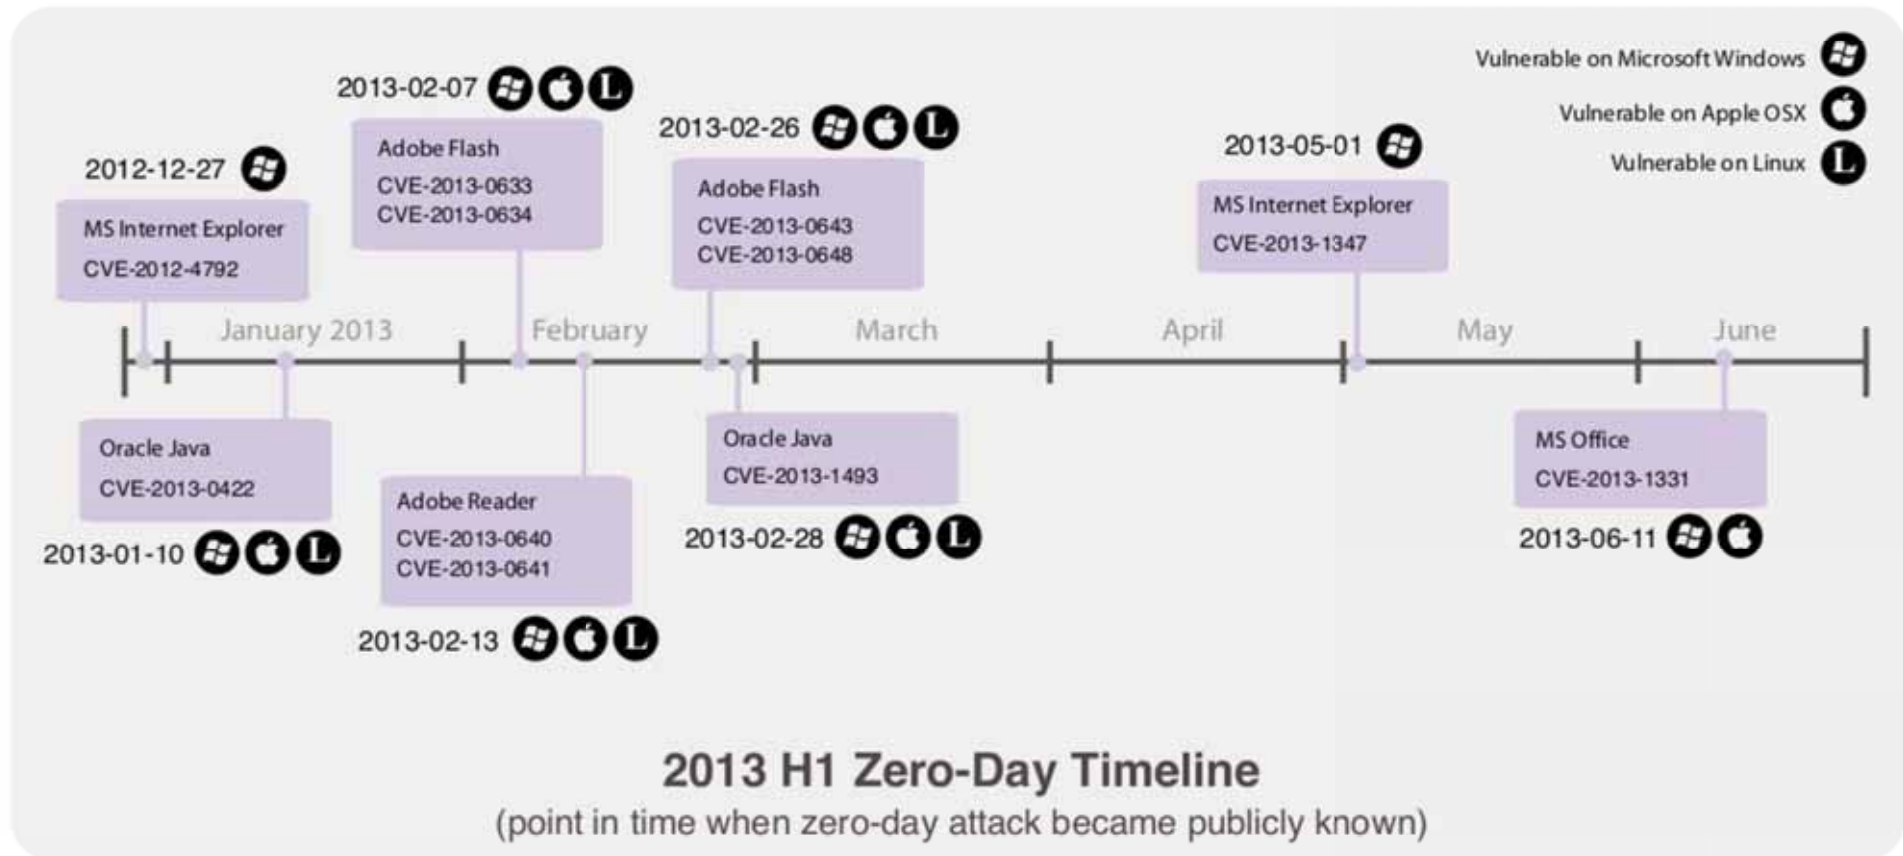 Vulnerable on Microsoft Windows
Vulnerable on Apple OSX
Vulnerable on Linux L
2012-12-27
MS Internet Explorer
CVE-2012-4792
2013-02-07 L
Adobe Flash
CVE-2013-0633
CVE-2013-0634
2013-02-26 L
Adobe Flash
CVE-2013-0643
CVE-2013-0648
2013-05-01
MS Internet Explorer
CVE-2013-1347
January 2013 February March April May June
Oracle Java
CVE-2013-0422
2013-01-10 L
Adobe Reader
CVE-2013-0640
CVE-2013-0641
2013-02-13 L
Oracle Java
CVE-2013-1493
2013-02-28 L
MS Office
CVE-2013-1331
2013-06-11
2013 H1 Zero-Day Timeline
(point in time when zero-day attack became publicly known)